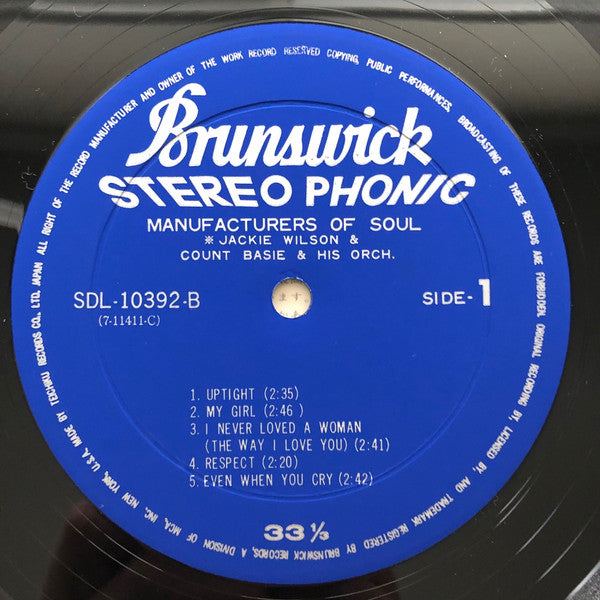 ALL RIGHT OF THE RECORD MANUFACTURER AND OWNER OF THE WORK RECORD RESERVED COPYING, PUBLIC PERFORMANCES, BROADCASTING OF THESE RECORDS ARE FORBIDDEN, ORIGINAL RECORDING BY, LICENSED BY, AND TRADEMARK REGISTERED BY BRUNSWICK RECORDS, A DIVISION OF MCA, INC, NEW YORK, U.S.A. MADE BY TEICHIKU RECORDS CO., LTD. JAPAN
Brunswick
STEREO PHONIC
MANUFACTURERS OF SOUL
※ JACKIE WILSON &
COUNT BASIE & HIS ORCH.
SDL-10392-B
SIDE-1
(7-11411-C)
ます
1. UPTIGHT (2:35)
2. MY GIRL (2:46 )
3. I NEVER LOVED A WOMAN
(THE WAY I LOVE YOU) (2:41)
4. RESPECT (2:20)
5. EVEN WHEN YOU CRY (2:42)
33 ⅓